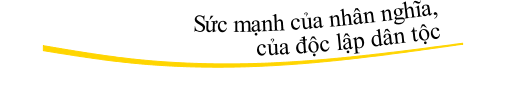 Sức mạnh của nhân nghĩa,
của độc lập dân tộc